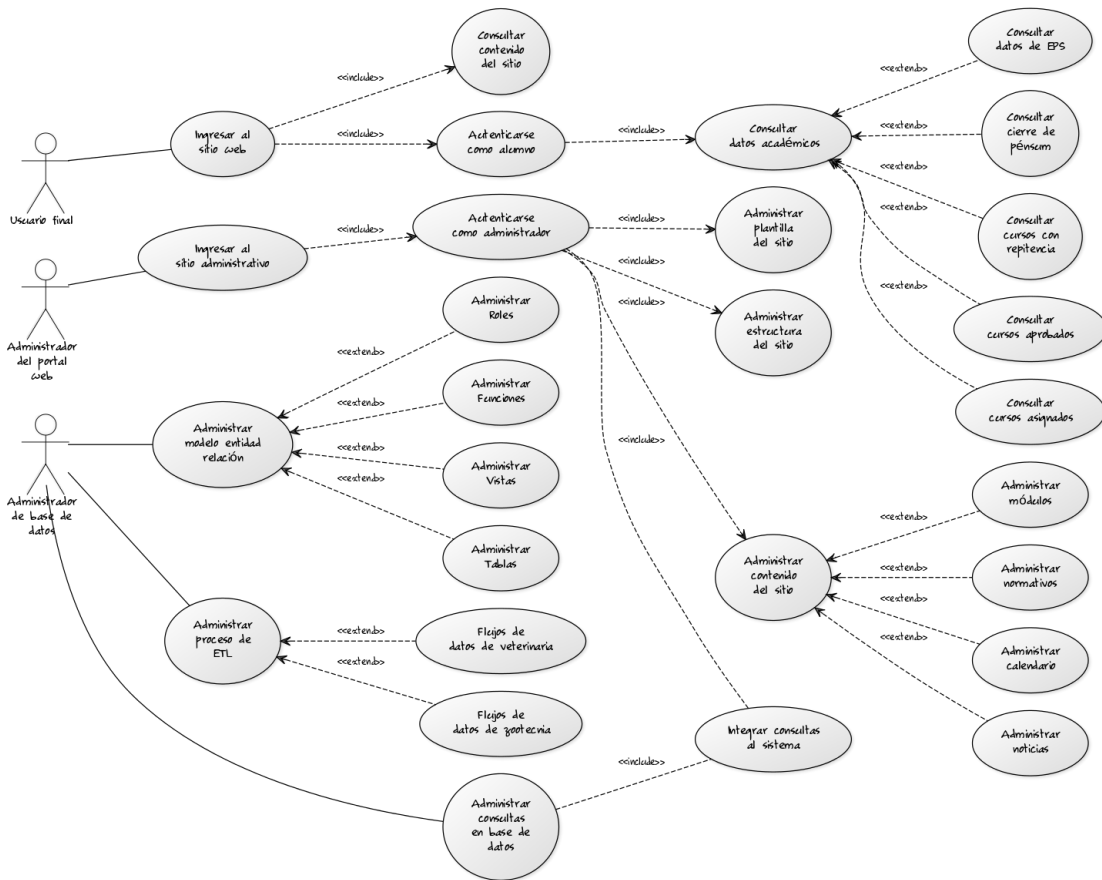 Consultar
contenido
del sitio
Consultar
datos de EPS
<<include>>
<<extend>>
Ingresar al
sitio web
<<include>>
Autenticarse
como alumno
<<include>>
Consultar
datos académicos
<<extend>>
Consultar
cierre de
pénsum
Usuario final
Ingresar al
sitio administrativo
<<include>>
Autenticarse
como administrador
<<include>>
Administrar
plantilla
del sitio
<<extend>>
Consultar
cursos con
repitencia
<<include>>
<<include>>
Administrar
estructura
del sitio
<<extend>>
Consultar
cursos aprobados
Administrador
del portal
web
Administrar
Roles
<<extend>>
Administrar
Funciones
<<extend>>
Consultar
cursos asignados
Administrar
modelo entidad
relación
<<extend>>
Administrar
Vistas
<<extend>>
Administrar
Tablas
<<include>>
Administrador
de base de
datos
Administrar
contenido
del sitio
<<extend>>
Administrar
módulos
<<extend>>
Administrar
normativos
<<extend>>
Administrar
calendario
<<extend>>
Administrar
noticias
Administrar
proceso de
ETL
<<extend>>
Flujos de
datos de veterinaria
<<extend>>
Flujos de
datos de zootecnia
Integrar consultas
al sistema
<<include>>
Administrar
consultas
en base de
datos